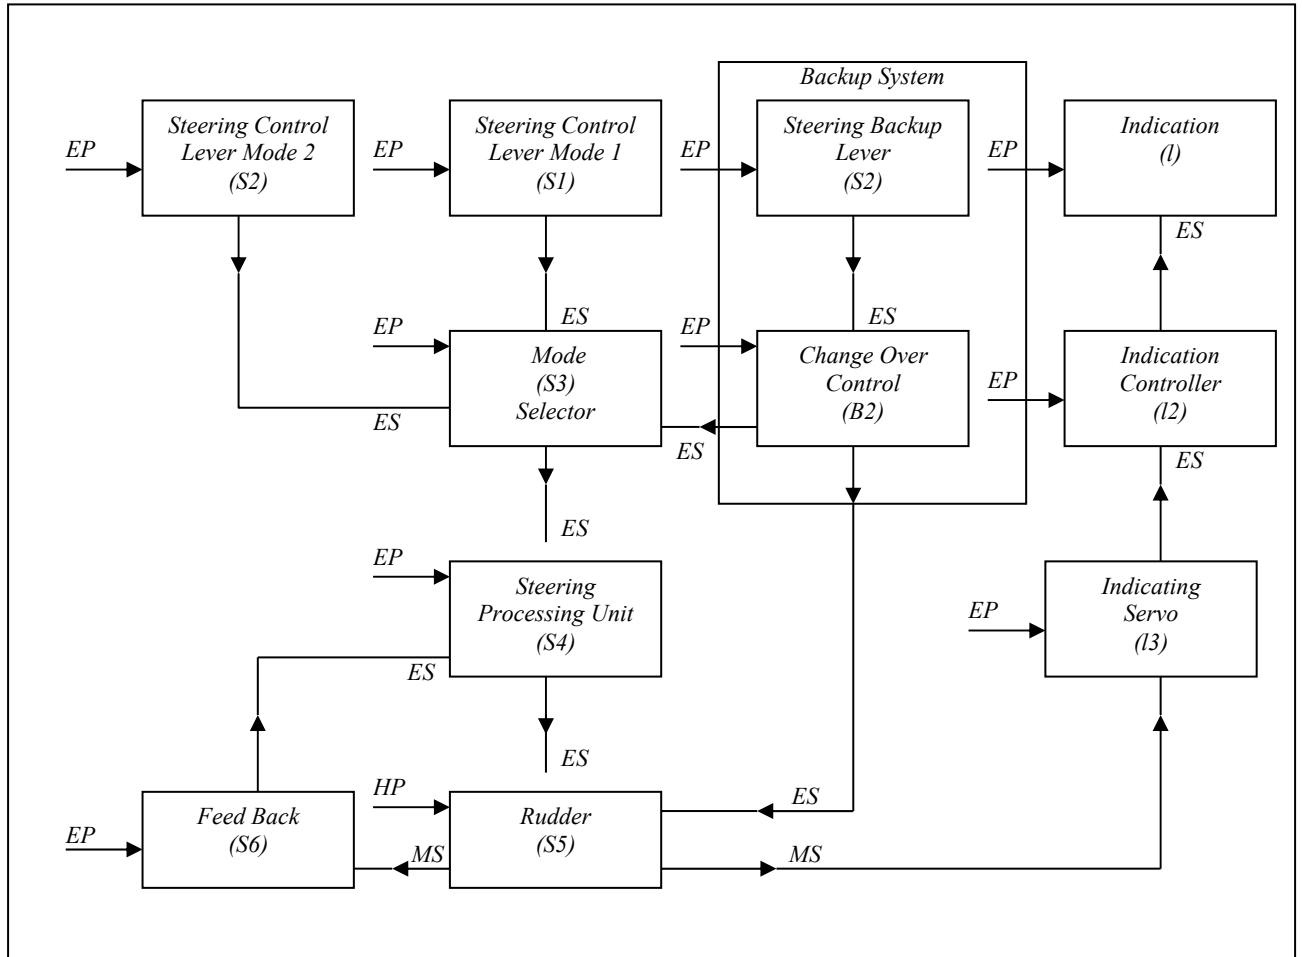 Backup System
EP
Steering Control
Lever Mode 2
(S2)
EP
Steering Control
Lever Mode 1
(S1)
EP
Steering Backup
Lever
(S2)
EP
Indication
(l)
ES
ES
EP
Mode
(S3)
Selector
ES
ES
EP
Change Over
Control
(B2)
ES
EP
Indication
Controller
(l2)
ES
ES
EP
Steering
Processing Unit
(S4)
ES
EP
Indicating
Servo
(l3)
ES
EP
Feed Back
(S6)
HP
Rudder
(S5)
ES
MS
MS